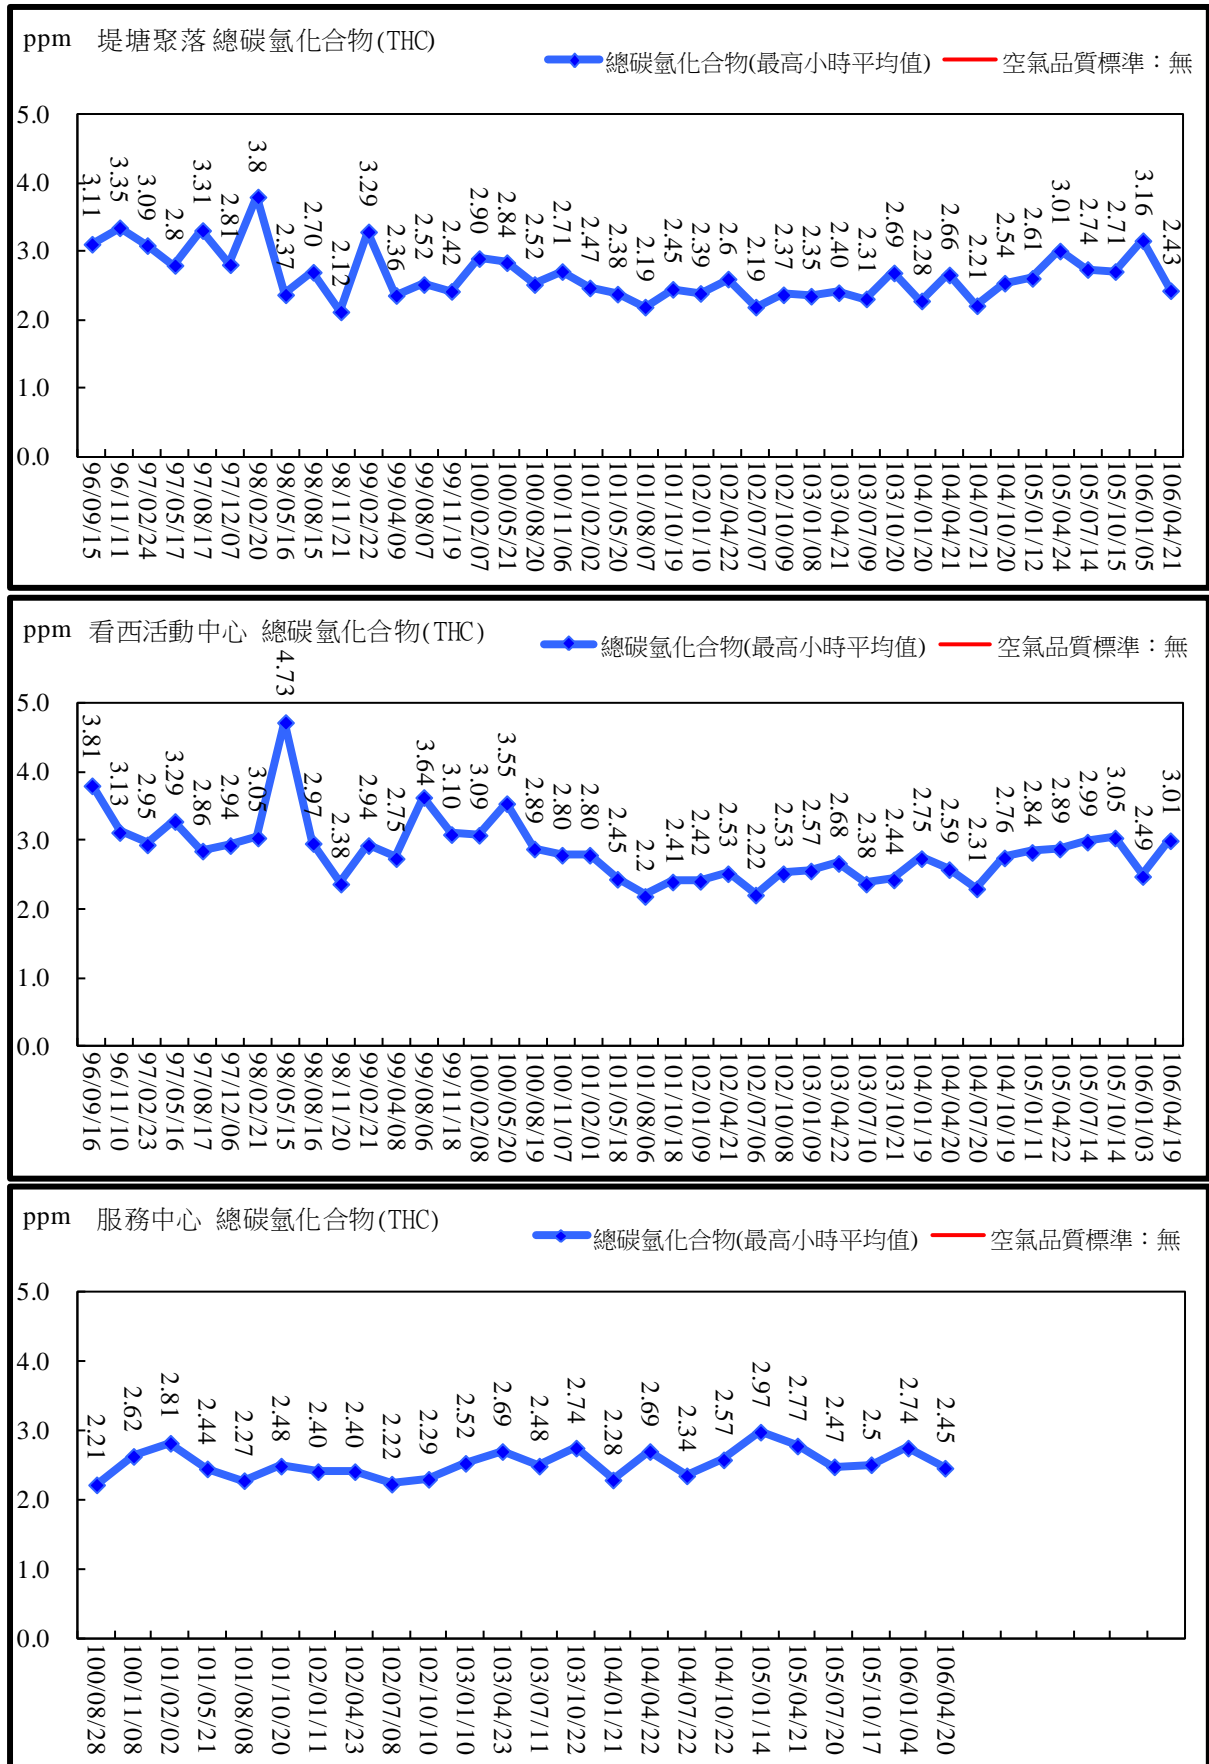 ppm 堤塘聚落 總碳氫化合物(THC)
總碳氫化合物(最高小時平均值) 空氣品質標準：無
5.0
4.0
3.0
2.0
1.0
0.0
3.11 3.35 3.09 2.8 3.31 2.81 3.8 2.37 2.70 2.12 3.29 2.36 2.52 2.42 2.90 2.84 2.52 2.71 2.47 2.38 2.19 2.45 2.39 2.6 2.19 2.37 2.35 2.40 2.31 2.69 2.28 2.66 2.21 2.54 2.61 3.01 2.74 2.71 3.16 2.43
96/09/15 96/11/11 97/02/24 97/05/17 97/08/17 97/12/07 98/02/20 98/05/16 98/08/15 98/11/21 99/02/22 99/04/09 99/08/07 99/11/19 100/02/07 100/05/21 100/08/20 100/11/06 101/02/02 101/05/20 101/08/07 101/10/19 102/01/10 102/04/22 102/07/07 102/10/09 103/01/08 103/04/21 103/07/09 103/10/20 104/01/20 104/04/21 104/07/21 104/10/20 105/01/12 105/04/24 105/07/14 105/10/15 106/01/05 106/04/21
ppm 看西活動中心 總碳氫化合物(THC)
總碳氫化合物(最高小時平均值) 空氣品質標準：無
5.0
4.0
3.0
2.0
1.0
0.0
3.81 3.13 2.95 3.29 2.86 2.94 3.05 4.73 2.97 2.38 2.94 2.75 3.64 3.10 3.09 3.55 2.89 2.80 2.80 2.45 2.2 2.41 2.42 2.53 2.22 2.53 2.57 2.68 2.38 2.44 2.75 2.59 2.31 2.76 2.84 2.89 2.99 3.05 2.49 3.01
96/09/16 96/11/10 97/02/23 97/05/16 97/08/17 97/12/06 98/02/21 98/05/15 98/08/16 98/11/20 99/02/21 99/04/08 99/08/06 99/11/18 100/02/08 100/05/20 100/08/19 100/11/07 101/02/01 101/05/18 101/08/06 101/10/18 102/01/09 102/04/21 102/07/06 102/10/08 103/01/09 103/04/22 103/07/10 103/10/21 104/01/19 104/04/20 104/07/20 104/10/19 105/01/11 105/04/22 105/07/14 105/10/14 106/01/03 106/04/19
ppm 服務中心 總碳氫化合物(THC)
總碳氫化合物(最高小時平均值) 空氣品質標準：無
5.0
4.0
3.0
2.0
1.0
0.0
2.21 2.62 2.81 2.44 2.27 2.48 2.40 2.40 2.22 2.29 2.52 2.69 2.48 2.74 2.28 2.69 2.34 2.57 2.97 2.77 2.47 2.5 2.74 2.45
100/08/28 100/11/08 101/02/02 101/05/21 101/08/08 101/10/20 102/01/11 102/04/23 102/07/08 102/10/10 103/01/10 103/04/23 103/07/11 103/10/22 104/01/21 104/04/22 104/07/22 104/10/22 105/01/14 105/04/21 105/07/20 105/10/17 106/01/04 106/04/20